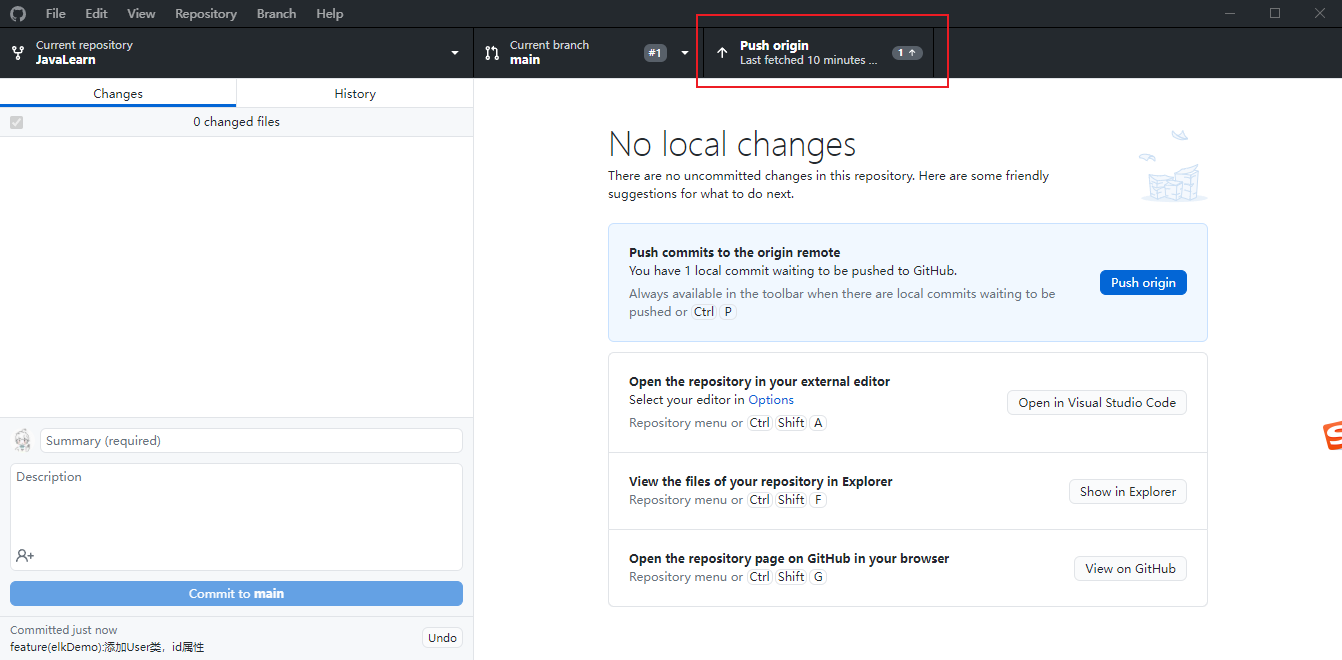 File Edit View Repository Branch Help
Current repository
JavaLearn
Current branch
main
#1
Push origin
Last fetched 10 minutes ...
1
Changes
History
0 changed files
No local changes
There are no uncommitted changes in this repository. Here are some friendly
suggestions for what to do next.
Push commits to the origin remote
You have 1 local commit waiting to be pushed to GitHub.
Always available in the toolbar when there are local commits waiting to be
pushed or Ctrl P
Push origin
Open the repository in your external editor
Select your editor in Options
Repository menu or Ctrl Shift A
Open in Visual Studio Code
View the files of your repository in Explorer
Repository menu or Ctrl Shift F
Show in Explorer
Open the repository page on GitHub in your browser
Repository menu or Ctrl Shift G
View on GitHub
Summary (required)
Description
Commit to main
Committed just now
feature(elkDemo):添加User类，id属性
Undo